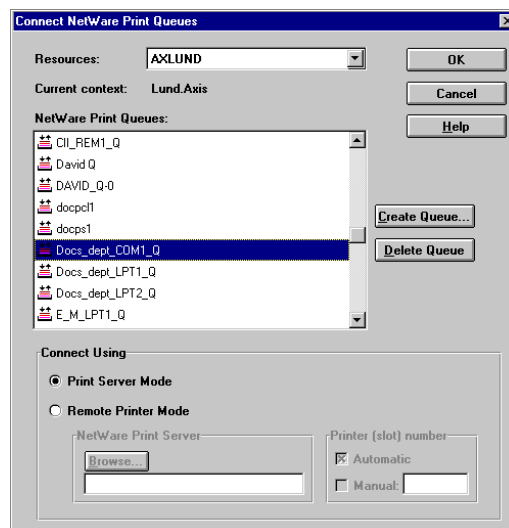 Connect NetWare Print Queues
Resources: AXLUND
OK
Current context: Lund.Axis
Cancel
NetWare Print Queues:
Help
CII_REM1_Q
David Q
DAVID_Q-0
docpcl1
docps1
Docs_dept_COM1_Q
Docs_dept_LPT1_Q
Docs_dept_LPT2_Q
E_M_LPT1_Q
Create Queue...
Delete Queue
Connect Using
Print Server Mode
Remote Printer Mode
NetWare Print Server
Browse...
Printer (slot) number
Automatic
Manual: